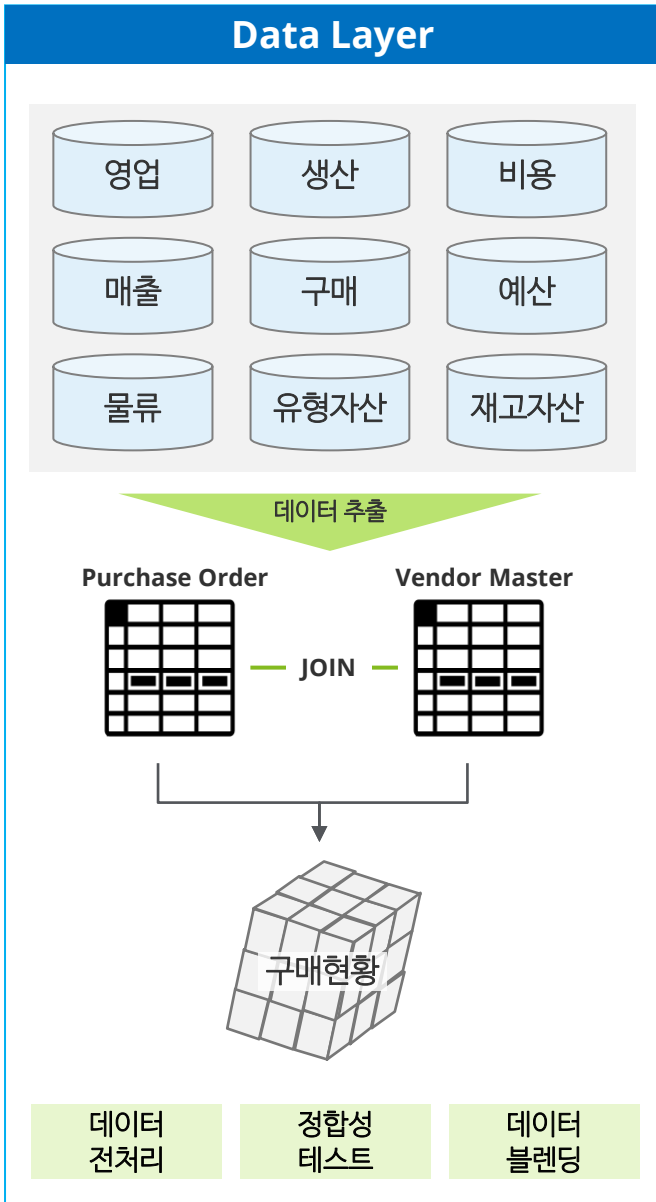 Data Layer
영업
생산
비용
매출
구매
예산
물류
유형자산
재고자산
데이터 추출
Purchase Order
Vendor Master
JOIN
구매현황
데이터
전처리
정합성
테스트
데이터
블렌딩